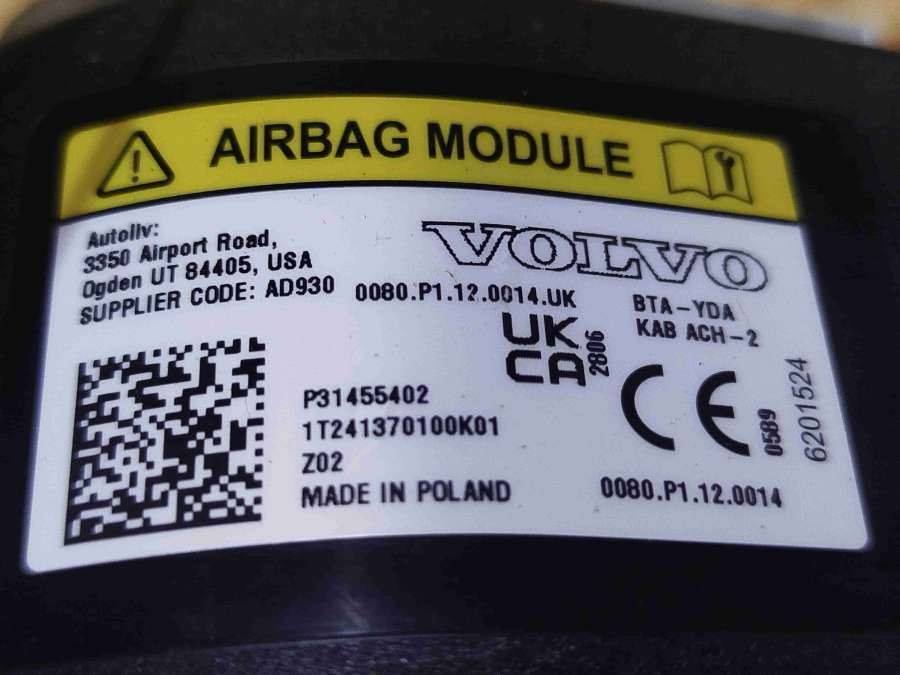 AIRBAG MODULE
Autoliv:
3350 Airport Road,
Ogden UT 84405, USA
SUPPLIER CODE: AD930
VOLVO
0080.P1.12.0014.UK
BTA-YDA
KAB ACH-2
UK
CA
2806
P31455402
1T241370100K01
Z02
MADE IN POLAND
CE
0589
6201524
0080.P1.12.0014